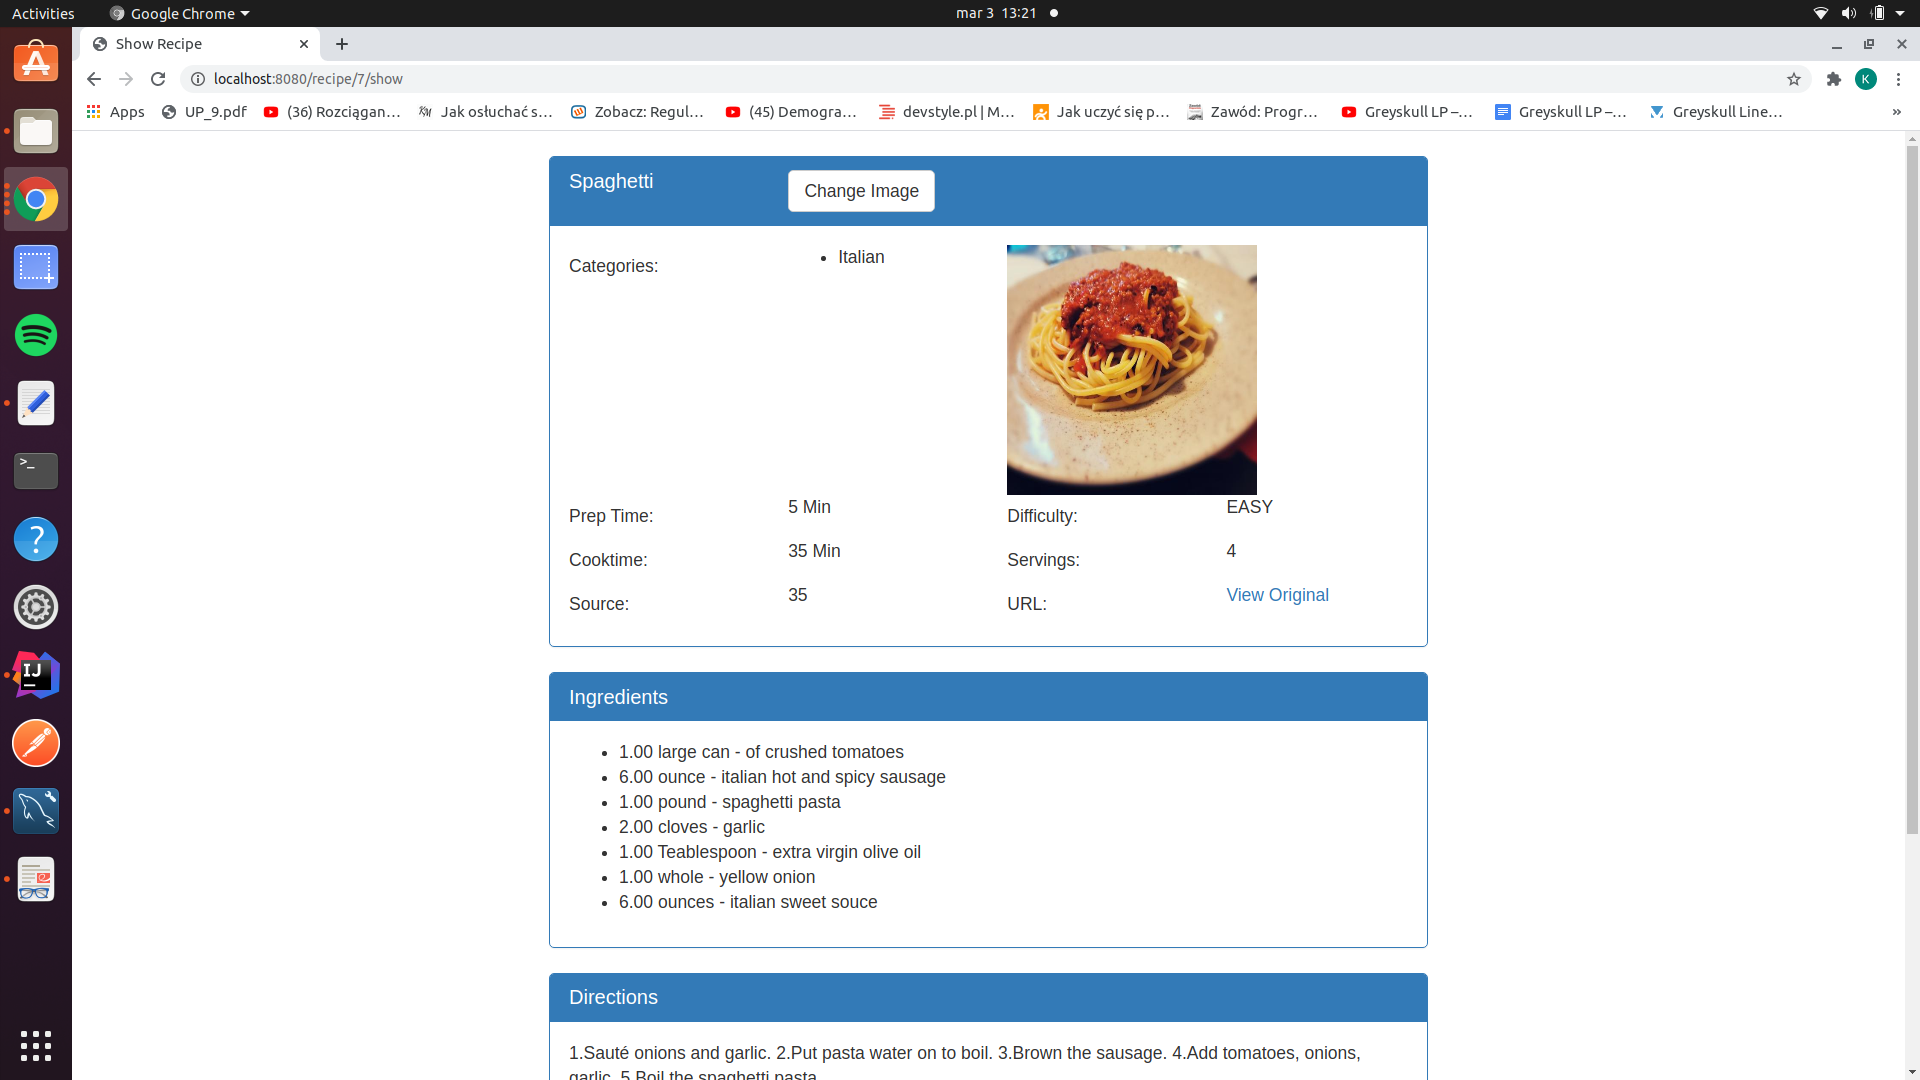 Activities Google Chrome mar 3 13:21
Show Recipe
localhost:8080/recipe/7/show K
Apps UP_9.pdf (36) Rozciągan... Jak osłuchać s... Zobacz: Regul... (45) Demogra... devstyle.pl | M... Jak uczyć się p... Zawód: Progr... Greyskull LP –... Greyskull LP –... Greyskull Line... »
Spaghetti Change Image
Categories: • Italian
Prep Time: 5 Min Difficulty: EASY
Cooktime: 35 Min Servings: 4
Source: 35 URL: View Original
Ingredients
• 1.00 large can - of crushed tomatoes
• 6.00 ounce - italian hot and spicy sausage
• 1.00 pound - spaghetti pasta
• 2.00 cloves - garlic
• 1.00 Teablespoon - extra virgin olive oil
• 1.00 whole - yellow onion
• 6.00 ounces - italian sweet souce
Directions
1.Sauté onions and garlic. 2.Put pasta water on to boil. 3.Brown the sausage. 4.Add tomatoes, onions,
garlic. 5.Boil the spaghetti pasta
>_
?
IJ